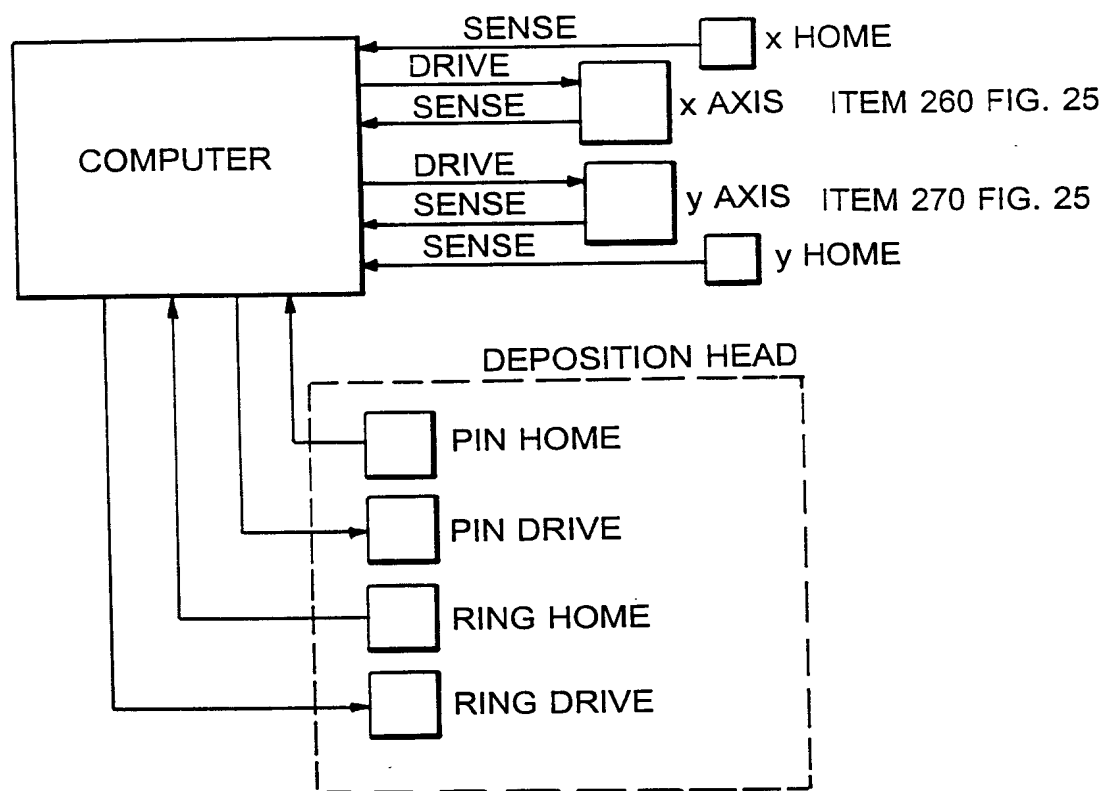 SENSE
x HOME
DRIVE
SENSE
x AXIS ITEM 260 FIG. 25
COMPUTER
DRIVE
SENSE
y AXIS ITEM 270 FIG. 25
SENSE
y HOME
DEPOSITION HEAD
PIN HOME
PIN DRIVE
RING HOME
RING DRIVE